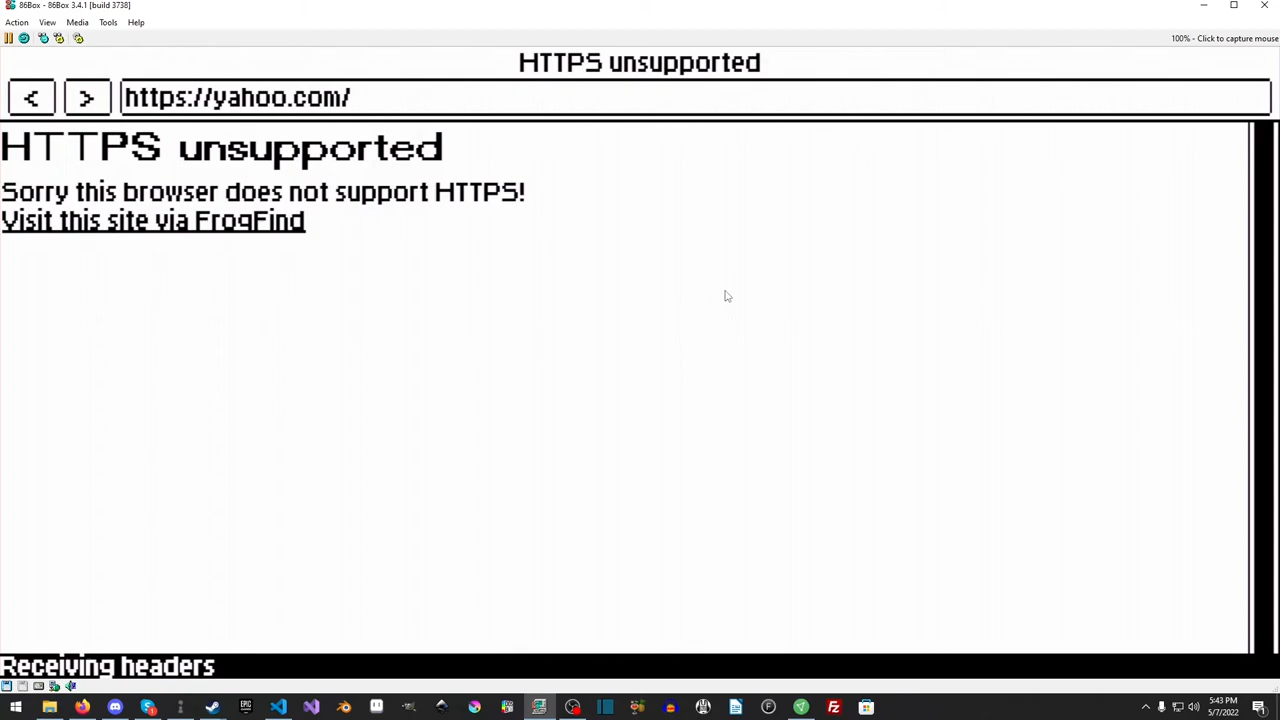 86Box - 86Box 3.4.1 [build 3738]
Action View Media Tools Help
100% - Click to capture mouse
HTTPS unsupported
< > https://yahoo.com/
HTTPS unsupported
Sorry this browser does not support HTTPS!
Visit this site via FrogFind
Receiving headers
5:43 PM
5/7/2022